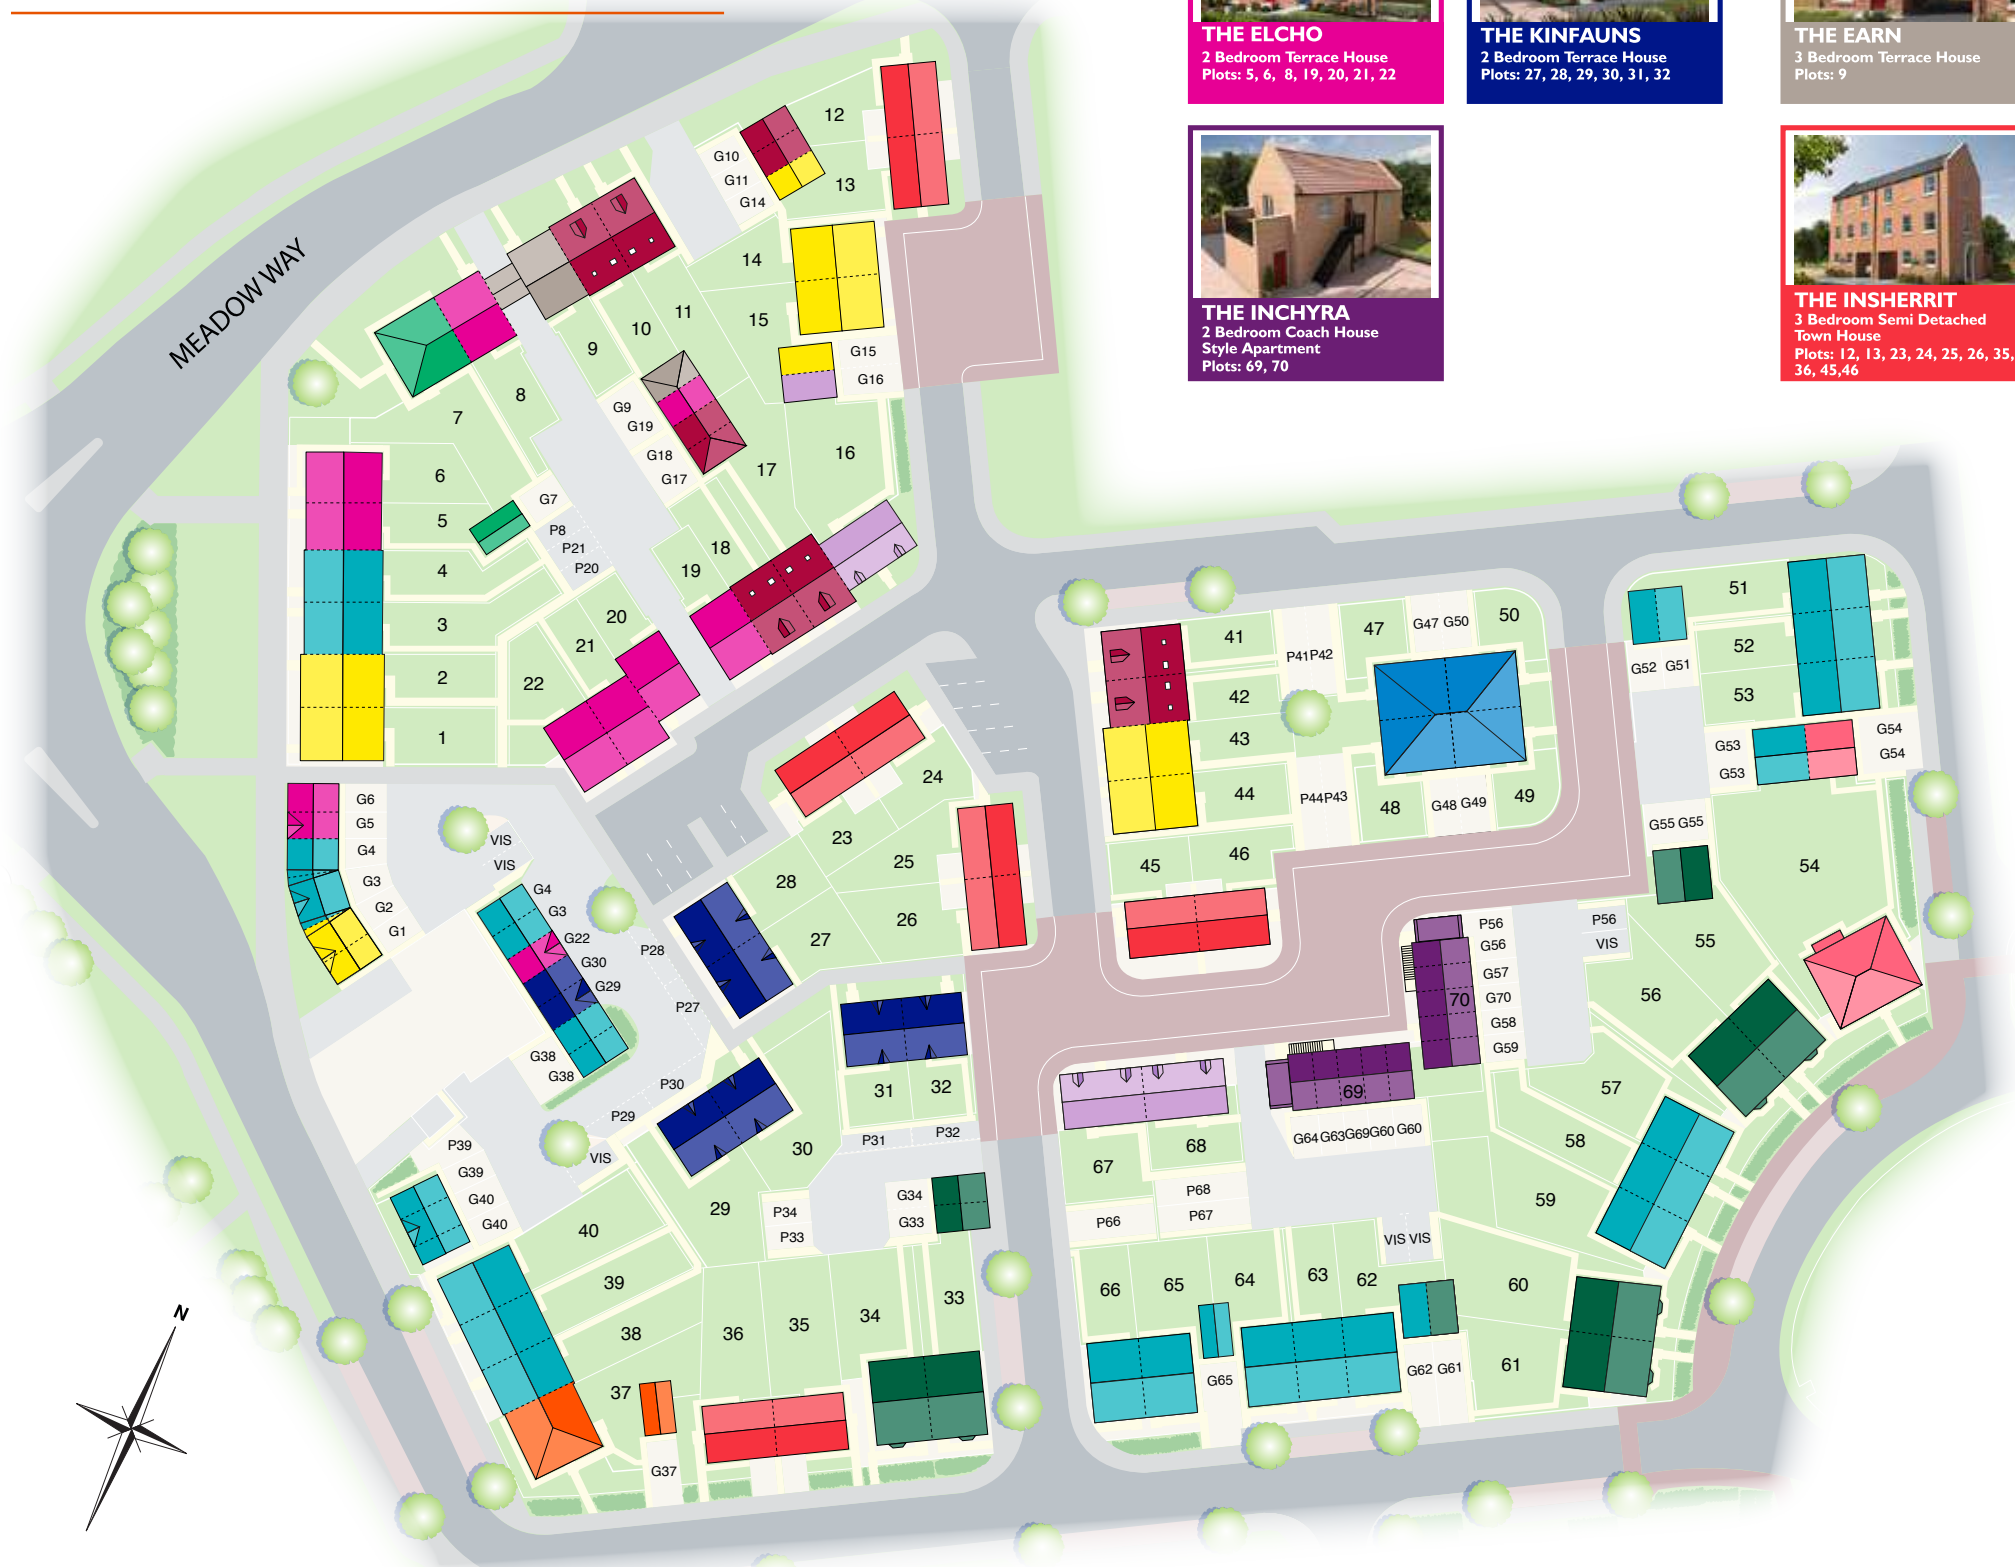 THE ELCHO
2 Bedroom Terrace House
Plots: 5, 6, 8, 19, 20, 21, 22
THE KINFAUNS
2 Bedroom Terrace House
Plots: 27, 28, 29, 30, 31, 32
THE EARN
3 Bedroom Terrace House
Plots: 9
THE INCHYRA
2 Bedroom Coach House
Style Apartment
Plots: 69, 70
THE INSHERRIT
3 Bedroom Semi Detached
Town House
Plots: 12, 13, 23, 24, 25, 26, 35,
36, 45,46
MEADOW WAY
12
G10
G11
G14
13
14
11
15
10
9
G15
G16
8
7
G9
G19
G18
G17
17
16
6
5
4
3
2
1
G7
P8
P21
P20
18
19
20
21
22
G6
G5
G4
G3
G2
G1
VIS
VIS
G4
G3
G22
G30
G29
G38
G38
P28
P27
P30
P29
VIS
24
23
25
28
26
27
31
32
P31
P32
30
29
P34
P33
G34
G33
P39
G39
G40
G40
40
39
38
37
G37
36
35
34
33
41
42
43
44
45
46
P41 P42
P44 P43
47
G47 G50
50
48
G48 G49
49
51
52
53
G52 G51
G53
G53
G54
G54
G55 G55
54
55
56
P56
VIS
P56
G56
G57
G70
G58
G59
70
69
G64 G63 G69 G60 G60
57
58
59
60
61
67
68
P68
P67
P66
66
65
64
63
62
VIS VIS
G65
G62 G61
N